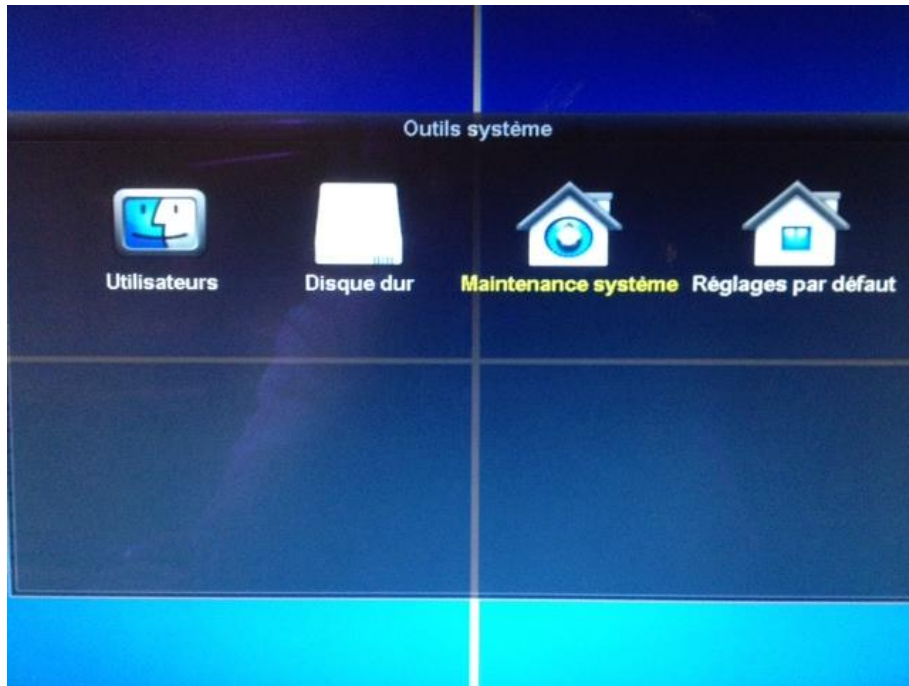 Outils système
Utilisateurs
Disque dur
Maintenance système
Réglages par défaut